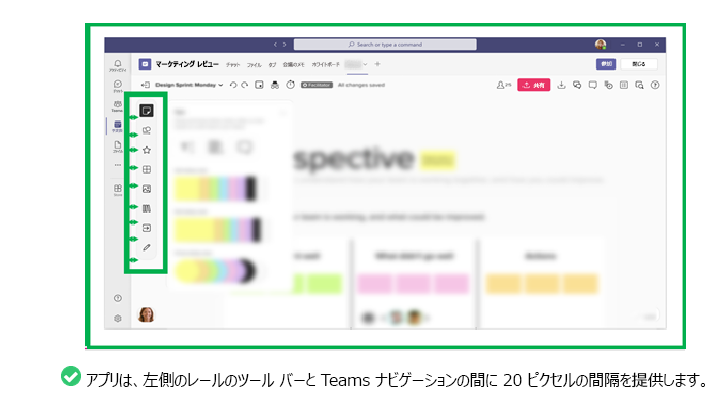 Search on type a command
マーケティング レビュー チャット ファイル タブ 会議のメモ ホワイトボード
参加 閉じる
Design Sprint Monday Facilitator All changes saved
29 共有
Teams
spective
What didn't go well Actions
アプリは、左側のレールのツール バーと Teams ナビゲーションの間に 20 ピクセルの間隔を提供します。